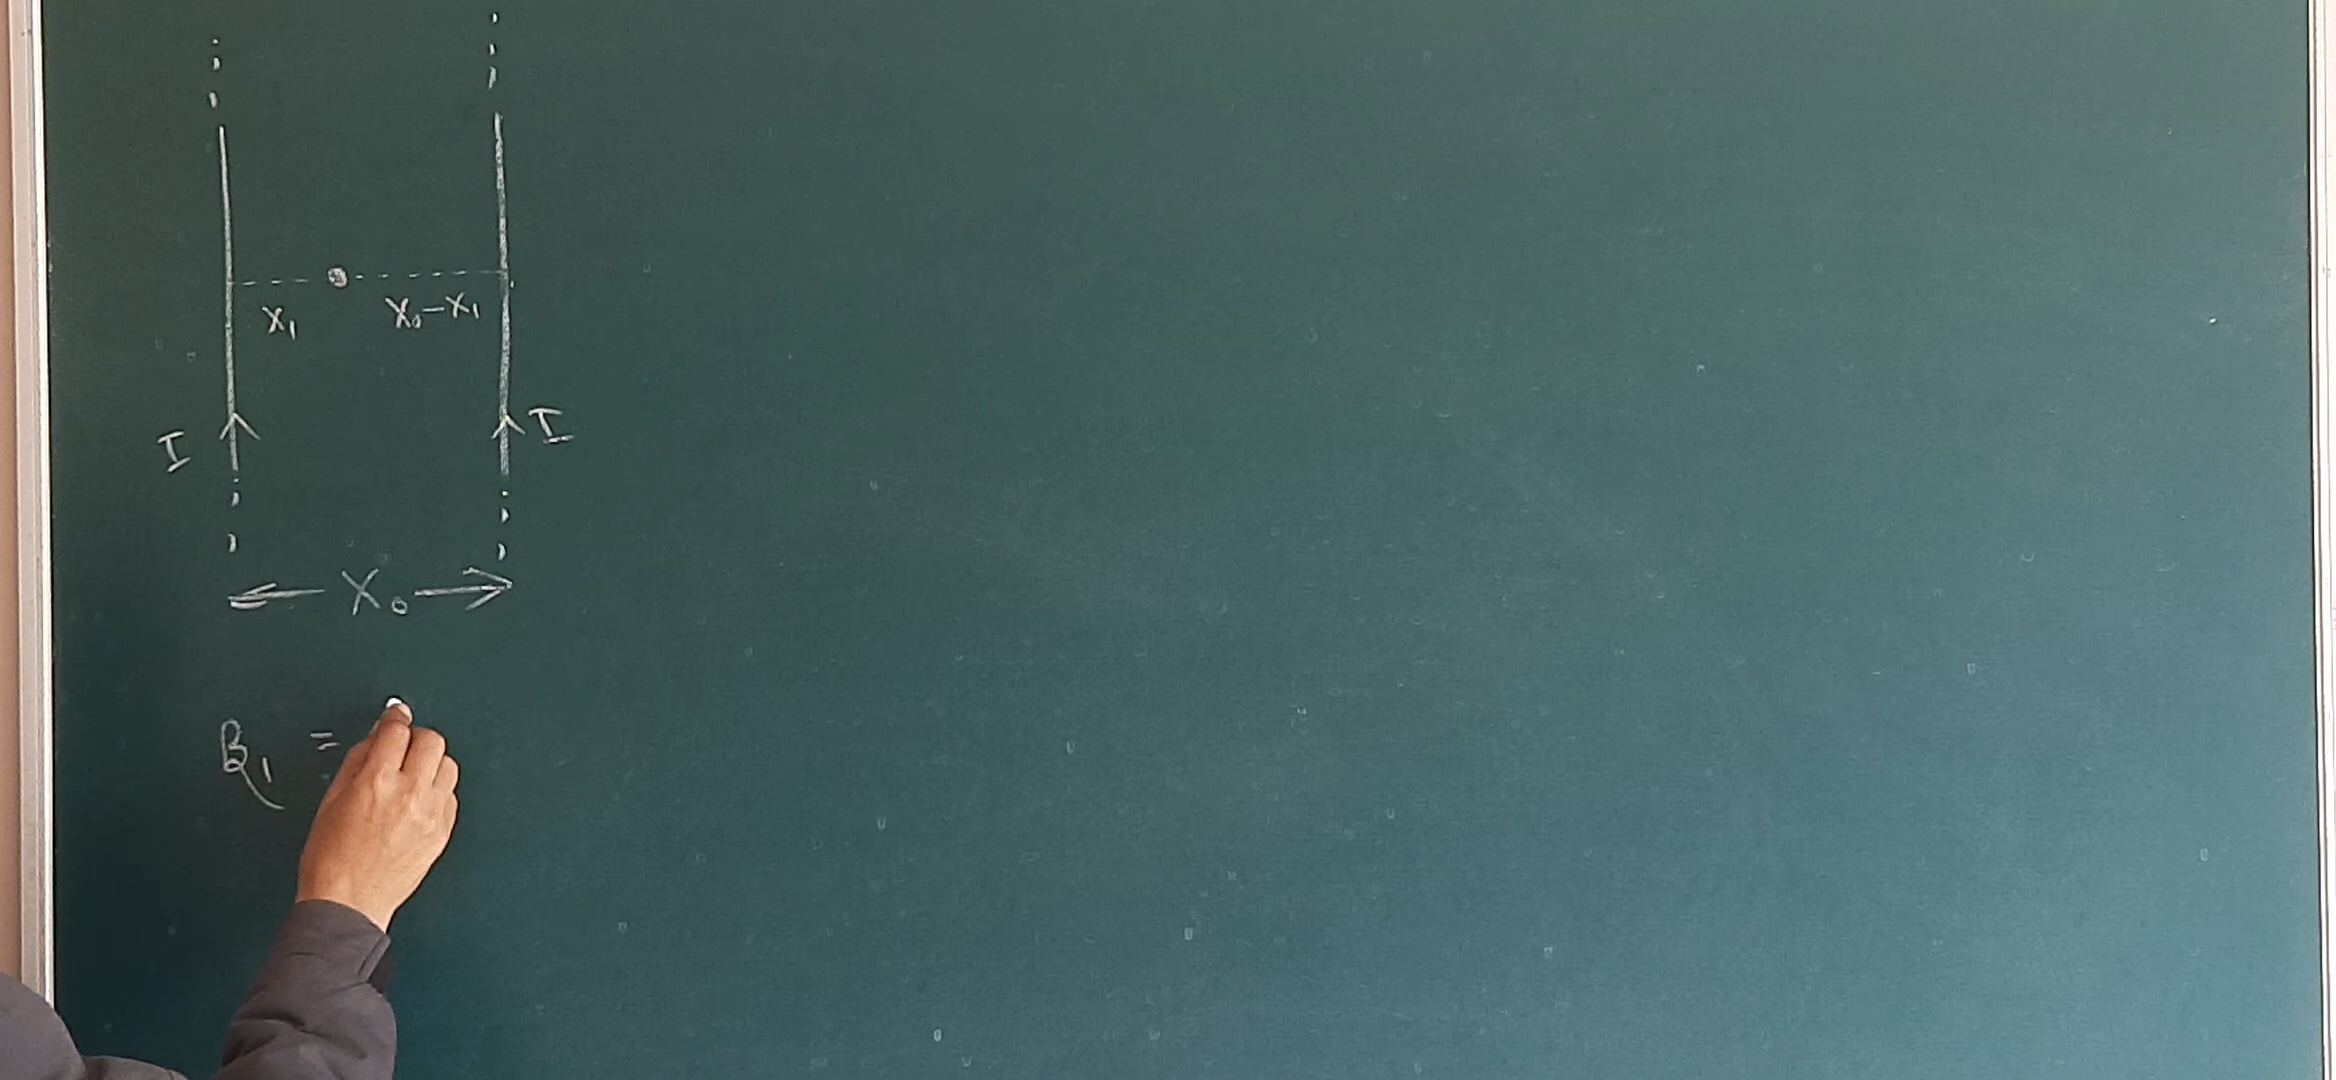 X₁ X₀-X₁
I I
X₀
B₁ =